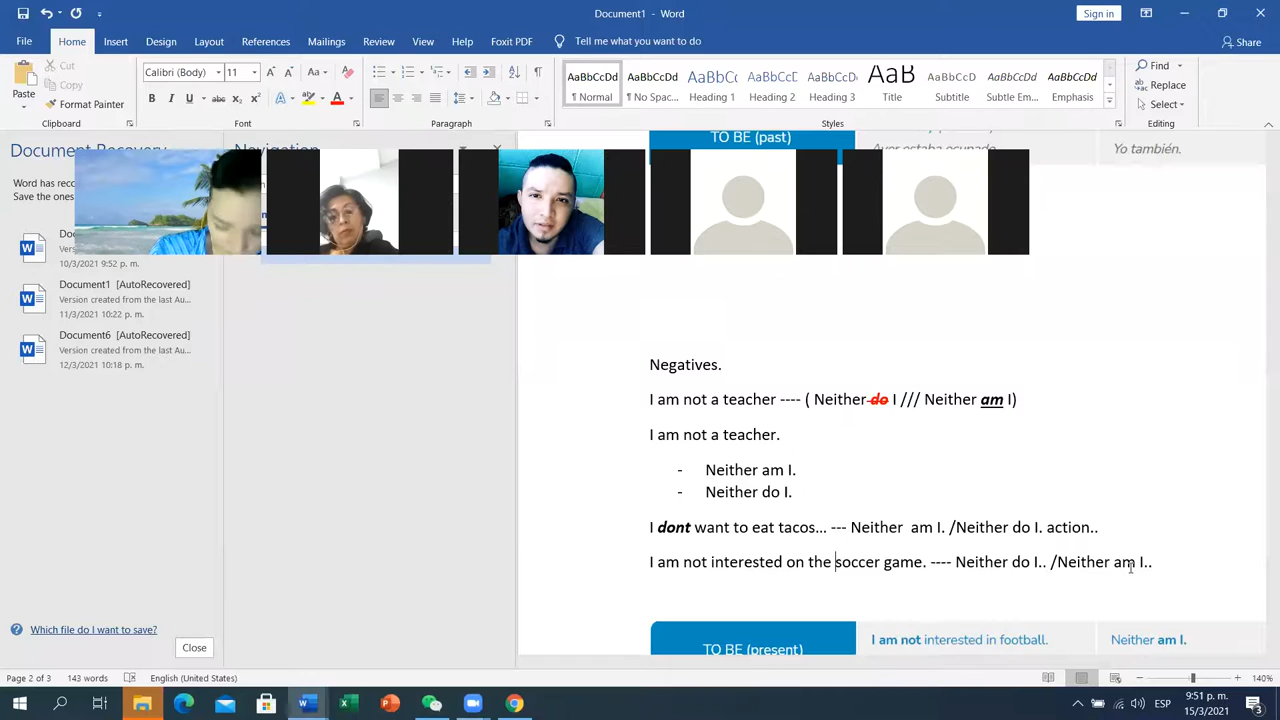 Document1 - Word
Sign in
File Home Insert Design Layout References Mailings Review View Help Foxit PDF Tell me what you want to do Share
Paste
Cut
Copy
Format Painter
Calibri (Body) 11
AaBbCcDd AaBbCcDd AaBbCc AaBbCcD AaBbCcD AaB AaBbCcD AaBbCcDd AaBbCcDd
¶ Normal ¶ No Spac... Heading 1 Heading 2 Heading 3 Title Subtitle Subtle Em... Emphasis
Find
Replace
Select
Clipboard Font Paragraph Styles Editing
Document Recovery
Navigation
Word has reco
Save the ones
10/3/2021 9:52 p. m.
Document1 [AutoRecovered]
Version created from the last Au...
11/3/2021 10:22 p. m.
Document6 [AutoRecovered]
Version created from the last Au...
12/3/2021 10:18 p. m.
Which file do I want to save?
Close
TO BE (past)
Ayer estaba ocupado
Yo también.
Negatives.
I am not a teacher ---- ( Neither do I /// Neither am I)
I am not a teacher.
- Neither am I.
- Neither do I.
I dont want to eat tacos... --- Neither am I. /Neither do I. action..
I am not interested on the soccer game. ---- Neither do I.. /Neither am I..
TO BE (present)
I am not interested in football.
Neither am I.
Page 2 of 3 143 words English (United States) 140%
ESP
9:51 p. m.
15/3/2021
3